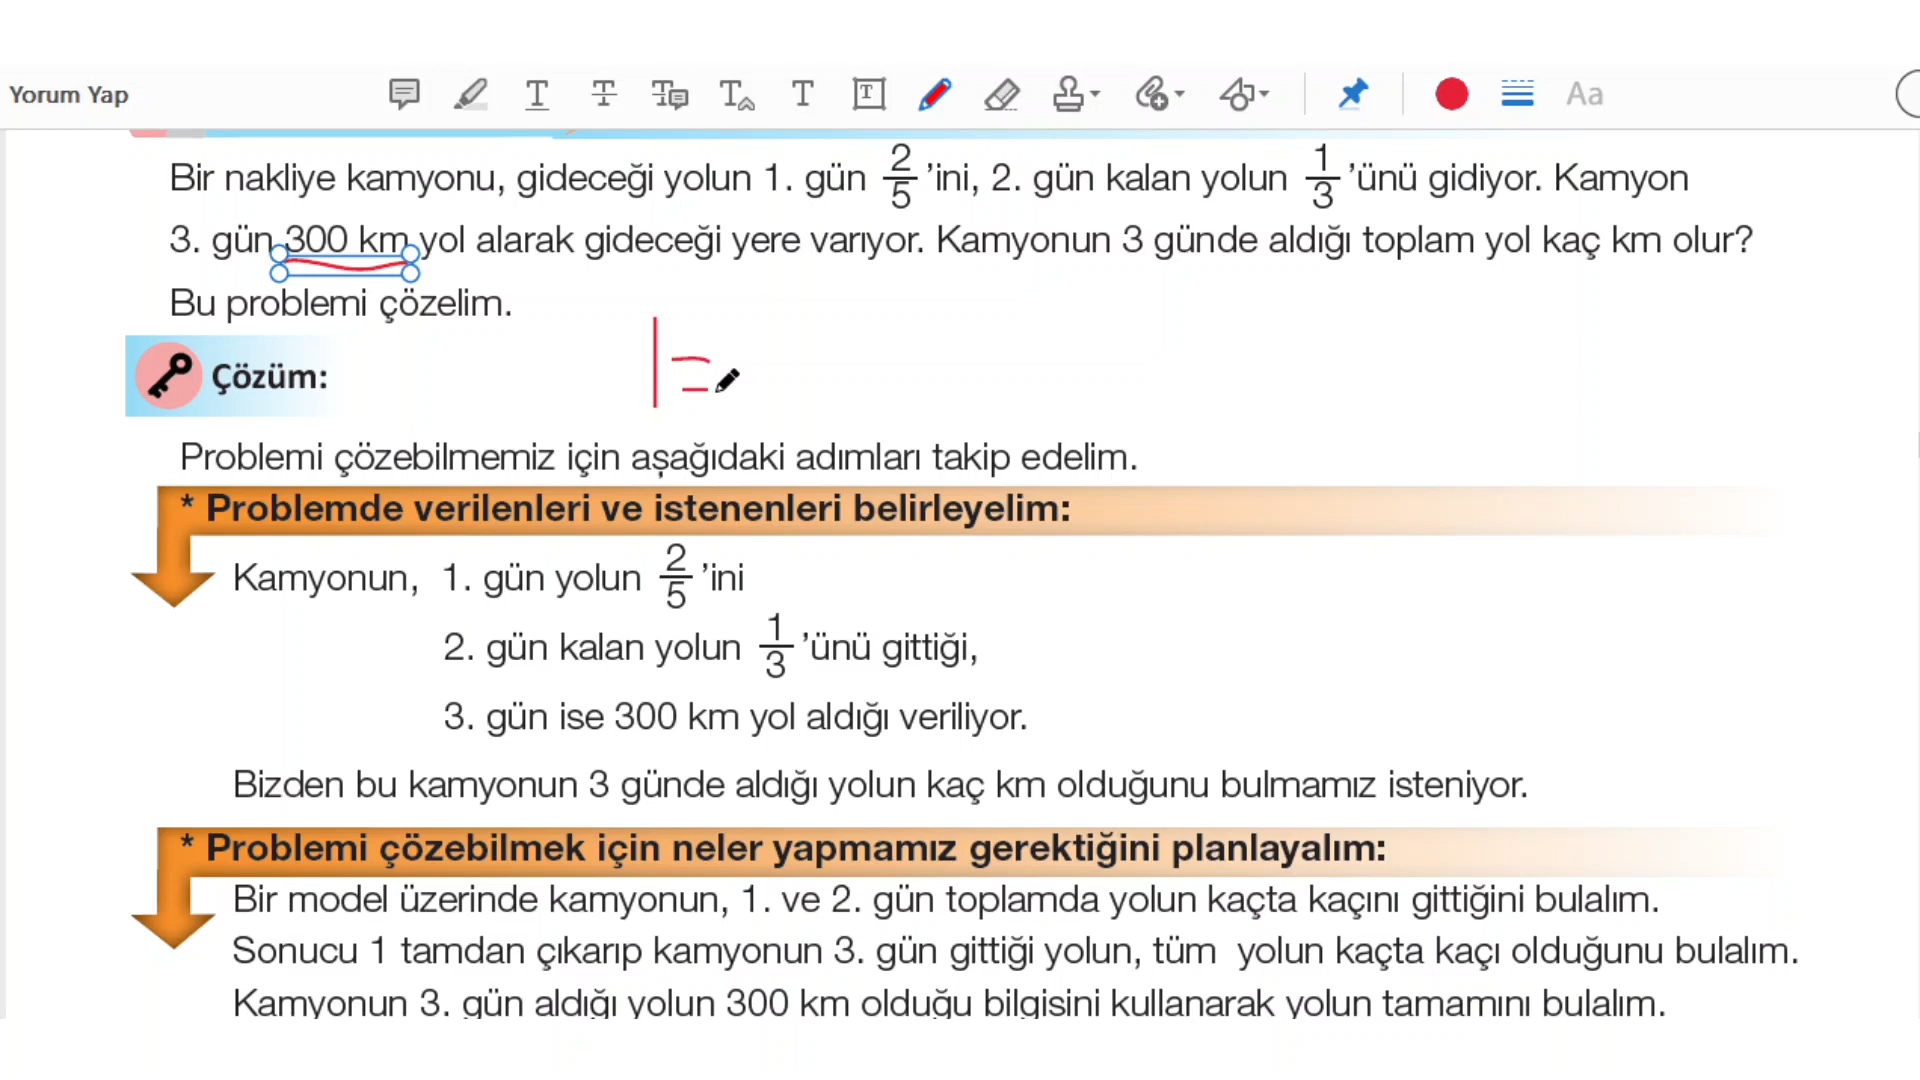 Yorum Yap
T T T T T T Aa
Bir nakliye kamyonu, gideceği yolun 1. gün 2/5 'ini, 2. gün kalan yolun 1/3 'ünü gidiyor. Kamyon
3. gün 300 km yol alarak gideceği yere varıyor. Kamyonun 3 günde aldığı toplam yol kaç km olur?
Bu problemi çözelim.
Çözüm:
Problemi çözebilmemiz için aşağıdaki adımları takip edelim.
* Problemde verilenleri ve istenenleri belirleyelim:
Kamyonun, 1. gün yolun 2/5 'ini
2. gün kalan yolun 1/3 'ünü gittiği,
3. gün ise 300 km yol aldığı veriliyor.
Bizden bu kamyonun 3 günde aldığı yolun kaç km olduğunu bulmamız isteniyor.
* Problemi çözebilmek için neler yapmamız gerektiğini planlayalım:
Bir model üzerinde kamyonun, 1. ve 2. gün toplamda yolun kaçta kaçını gittiğini bulalım.
Sonucu 1 tamdan çıkarıp kamyonun 3. gün gittiği yolun, tüm yolun kaçta kaçı olduğunu bulalım.
Kamyonun 3. gün aldığı yolun 300 km olduğu bilgisini kullanarak yolun tamamını bulalım.